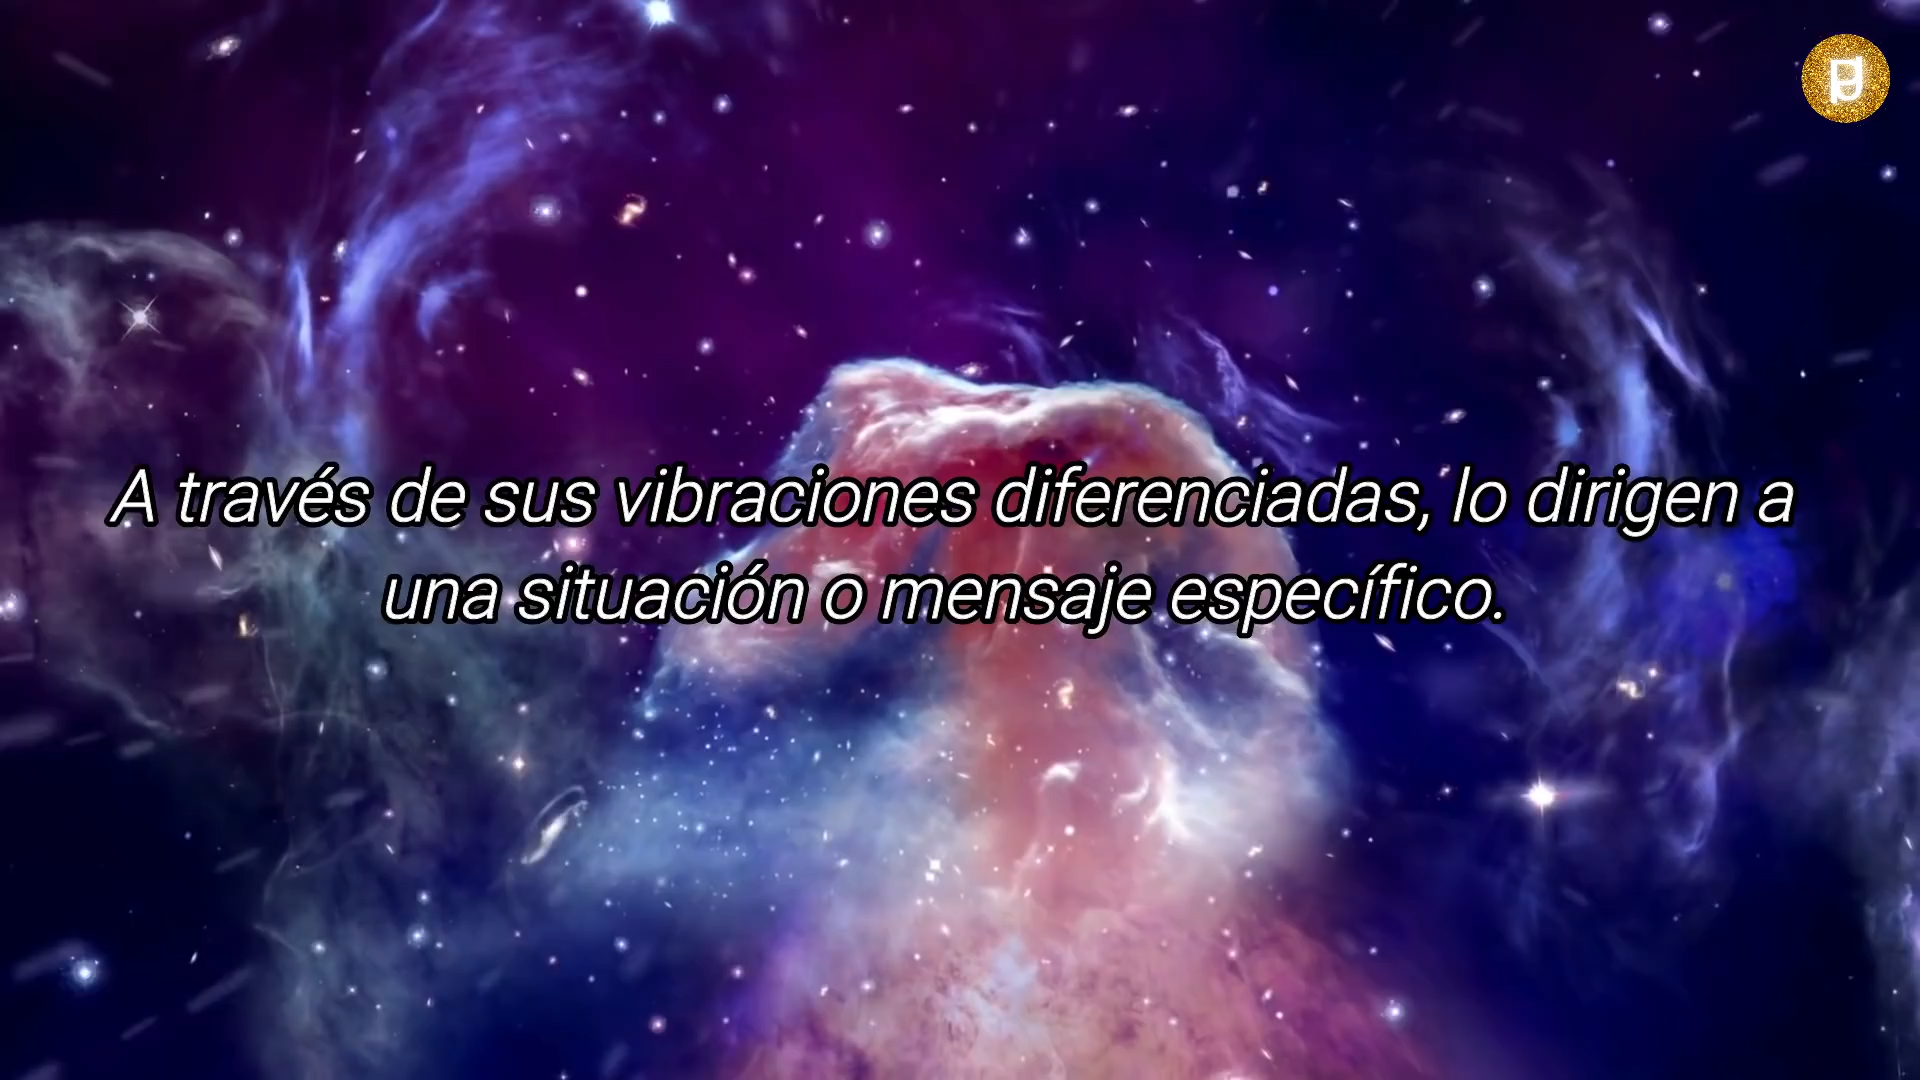 A través de sus vibraciones diferenciadas, lo dirigen a
una situación o mensaje específico.